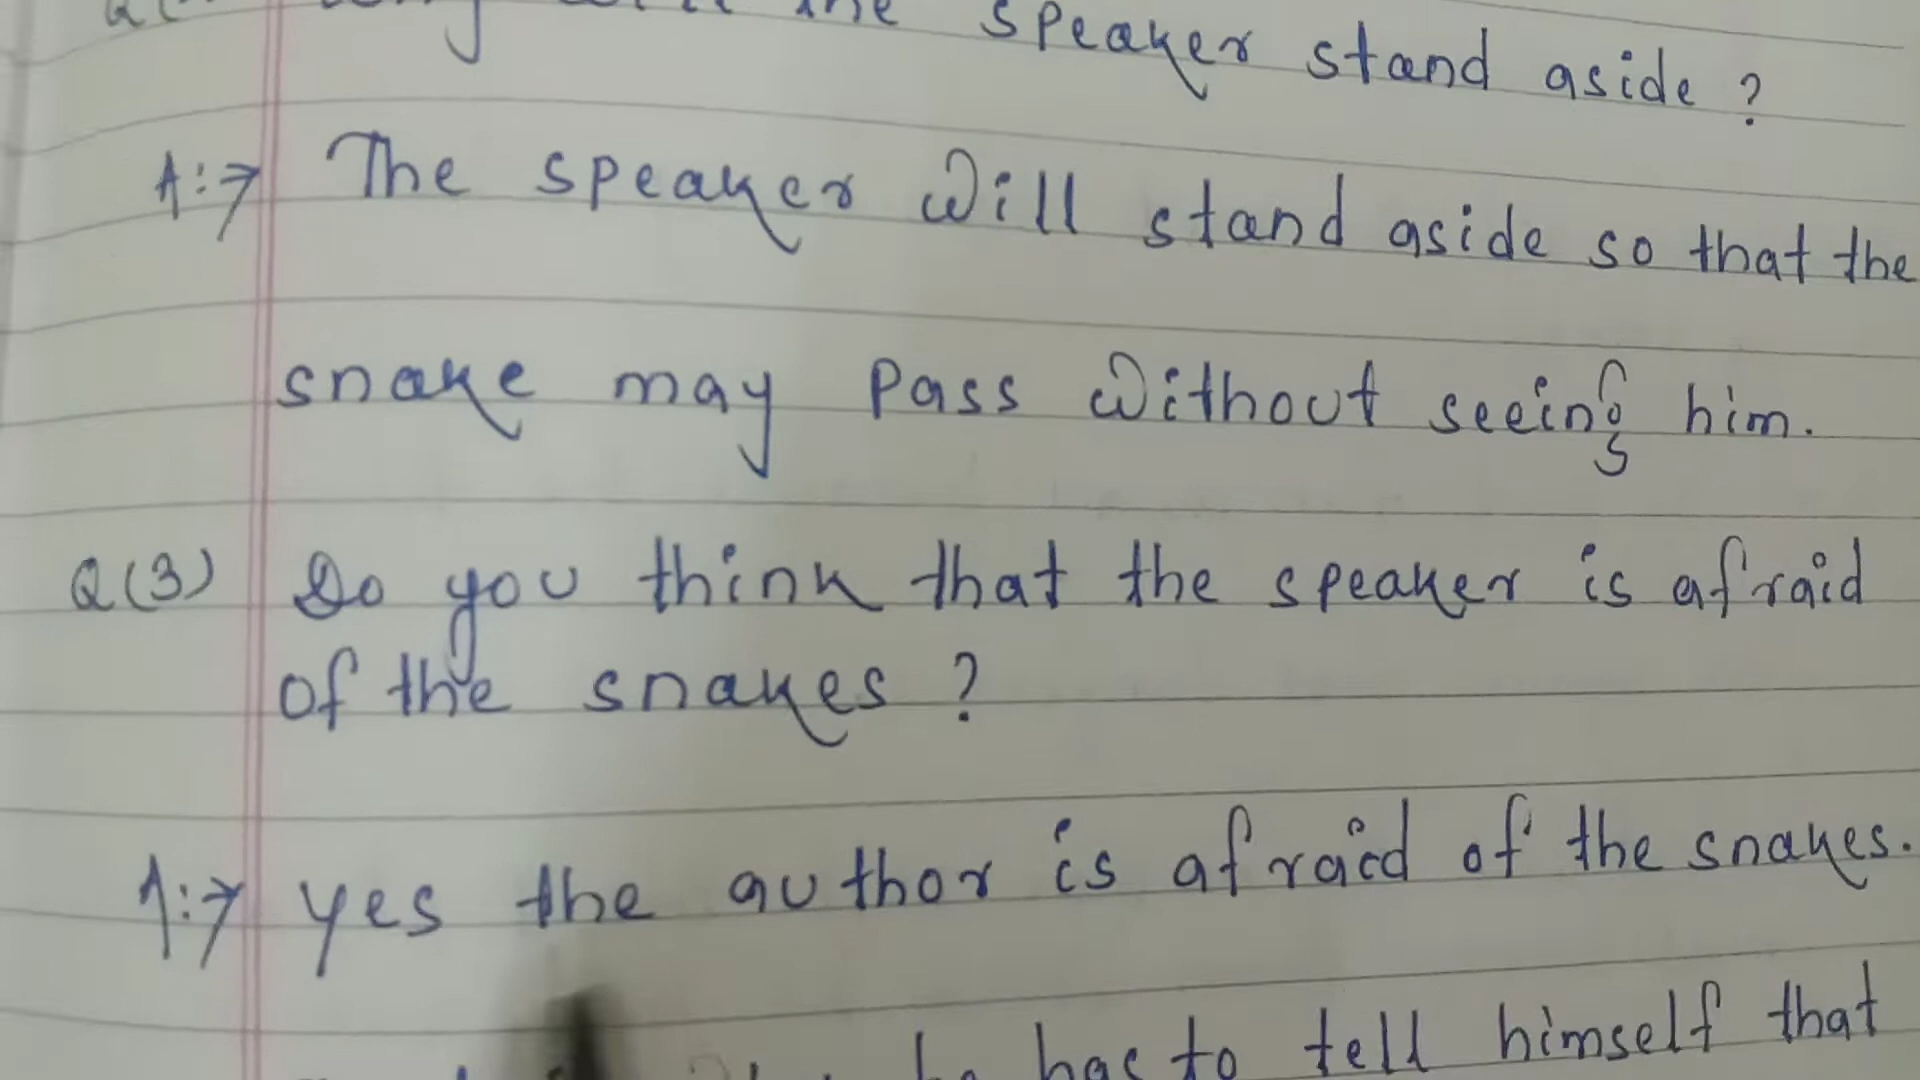 the speaker stand aside ?
A:→ The speaker will stand aside so that the
snake may Pass without seeing him.
Q(3) Do you think that the speaker is afraid
of the snakes ?
A:→ yes the author is afraid of the snakes.
has to tell himself that